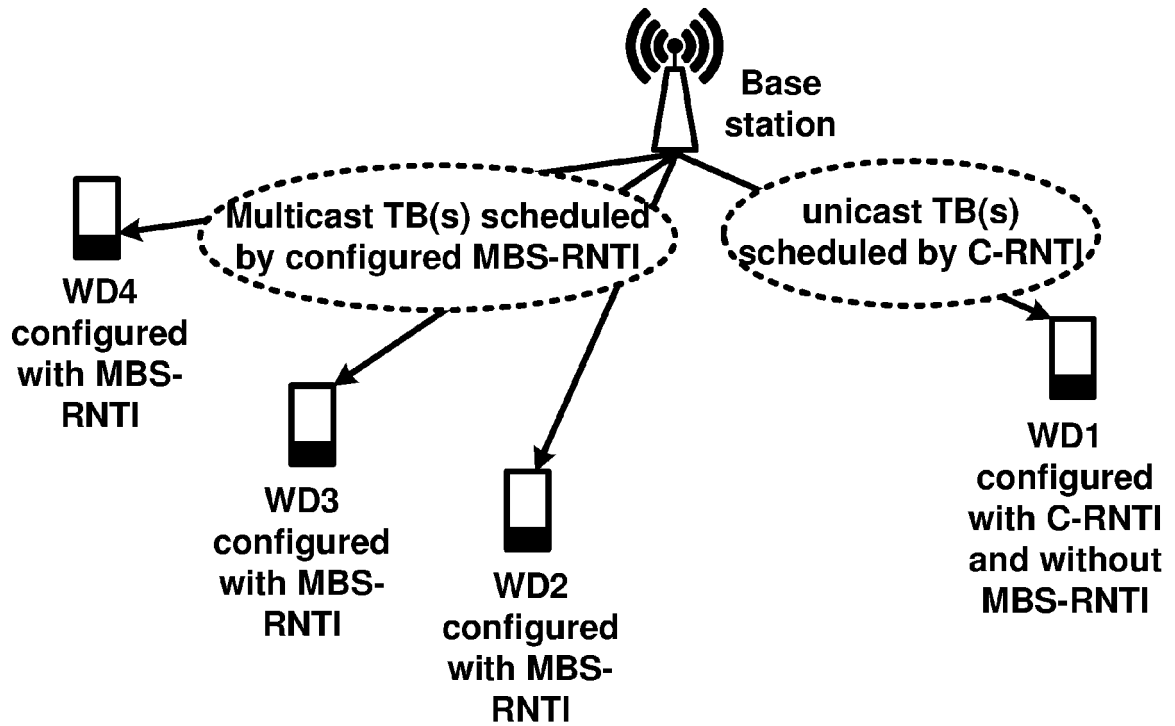 Base
station
Multicast TB(s) scheduled
by configured MBS-RNTI
unicast TB(s)
scheduled by C-RNTI
WD4
configured
with MBS-
RNTI
WD3
configured
with MBS-
RNTI
WD2
configured
with MBS-
RNTI
WD1
configured
with C-RNTI
and without
MBS-RNTI